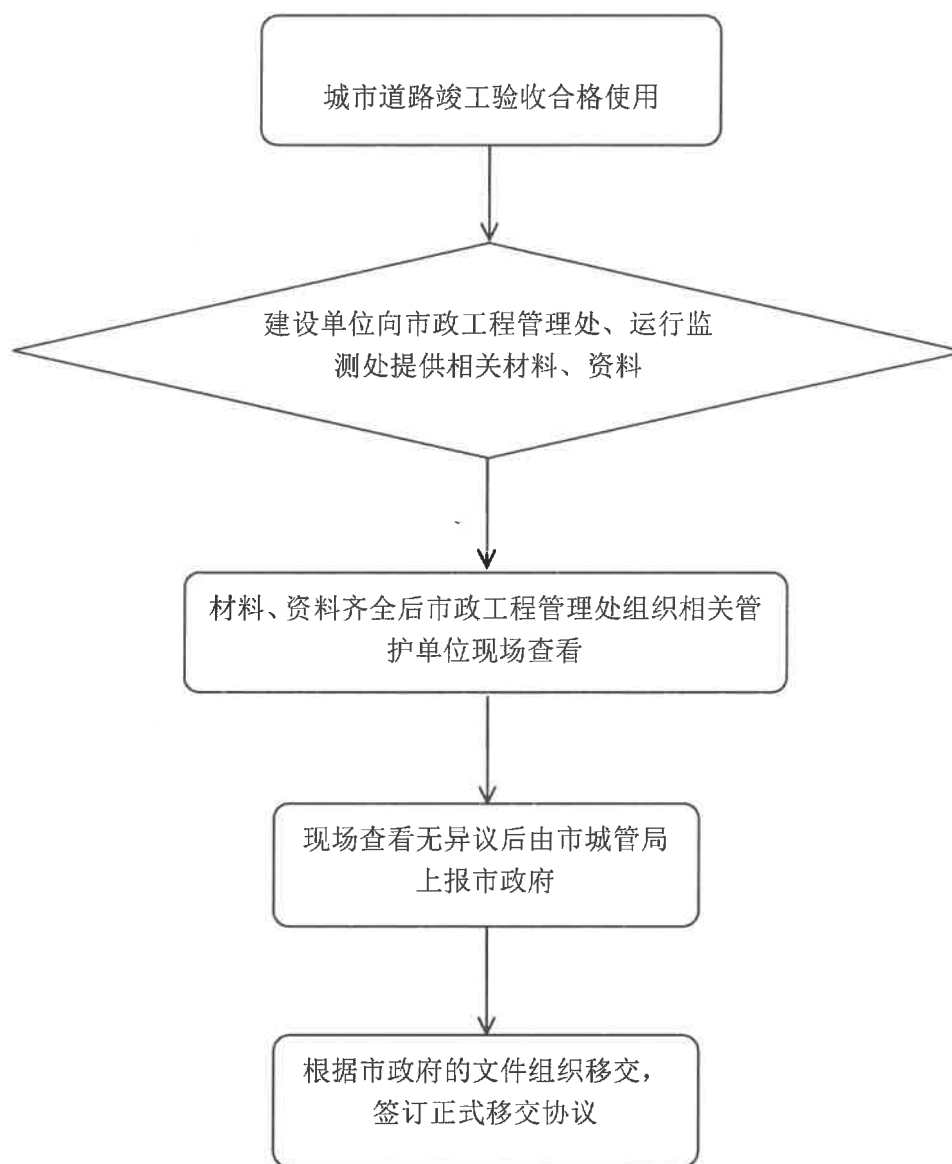 城市道路竣工验收合格使用
建设单位向市政工程管理处、运行监
测处提供相关材料、资料
材料、资料齐全后市政工程管理处组织相关管
护单位现场查看
现场查看无异议后由市城管局
上报市政府
根据市政府的文件组织移交，
签订正式移交协议